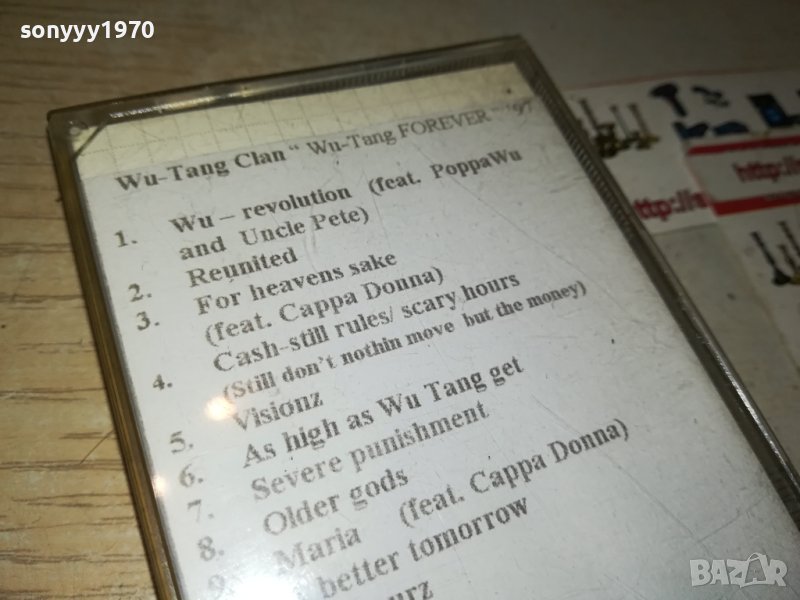 sonyyy1970
Wu-Tang Clan “ Wu-Tang FOREVER ” ‘97
1. Wu – revolution (feat. PoppaWu
and Uncle Pete)
2. Reunited
3. For heavens sake
(feat. Cappa Donna)
4. Cash-still rules/ scary hours
(Still don’t nothin move but the money)
5. Visionz
6. As high as Wu Tang get
7. Severe punishment
8. Older gods
9. Maria (feat. Cappa Donna)
better tomorrow
http://
http://
BAZAR